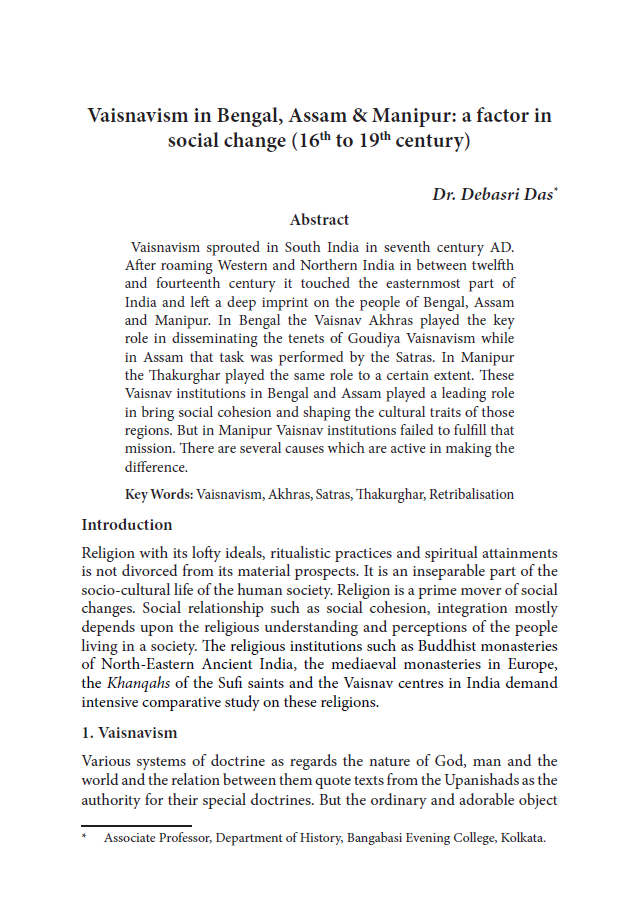 Vaisnavism in Bengal, Assam & Manipur: a factor in
social change (16th to 19th century)
Dr. Debasri Das*
Abstract
Vaisnavism sprouted in South India in seventh century AD.
After roaming Western and Northern India in between twelfth
and fourteenth century it touched the easternmost part of
India and left a deep imprint on the people of Bengal, Assam
and Manipur. In Bengal the Vaisnav Akhras played the key
role in disseminating the tenets of Goudiya Vaisnavism while
in Assam that task was performed by the Satras. In Manipur
the Thakurghar played the same role to a certain extent. These
Vaisnav institutions in Bengal and Assam played a leading role
in bring social cohesion and shaping the cultural traits of those
regions. But in Manipur Vaisnav institutions failed to fulfill that
mission. There are several causes which are active in making the
difference.
Key Words: Vaisnavism, Akhras, Satras, Thakurghar, Retribalisation
Introduction
Religion with its lofty ideals, ritualistic practices and spiritual attainments
is not divorced from its material prospects. It is an inseparable part of the
socio-cultural life of the human society. Religion is a prime mover of social
changes. Social relationship such as social cohesion, integration mostly
depends upon the religious understanding and perceptions of the people
living in a society. The religious institutions such as Buddhist monasteries
of North-Eastern Ancient India, the mediaeval monasteries in Europe,
the Khanqahs of the Sufi saints and the Vaisnav centres in India demand
intensive comparative study on these religions.
1. Vaisnavism
Various systems of doctrine as regards the nature of God, man and the
world and the relation between them quote texts from the Upanishads as the
authority for their special doctrines. But the ordinary and adorable object
* Associate Professor, Department of History, Bangabasi Evening College, Kolkata.